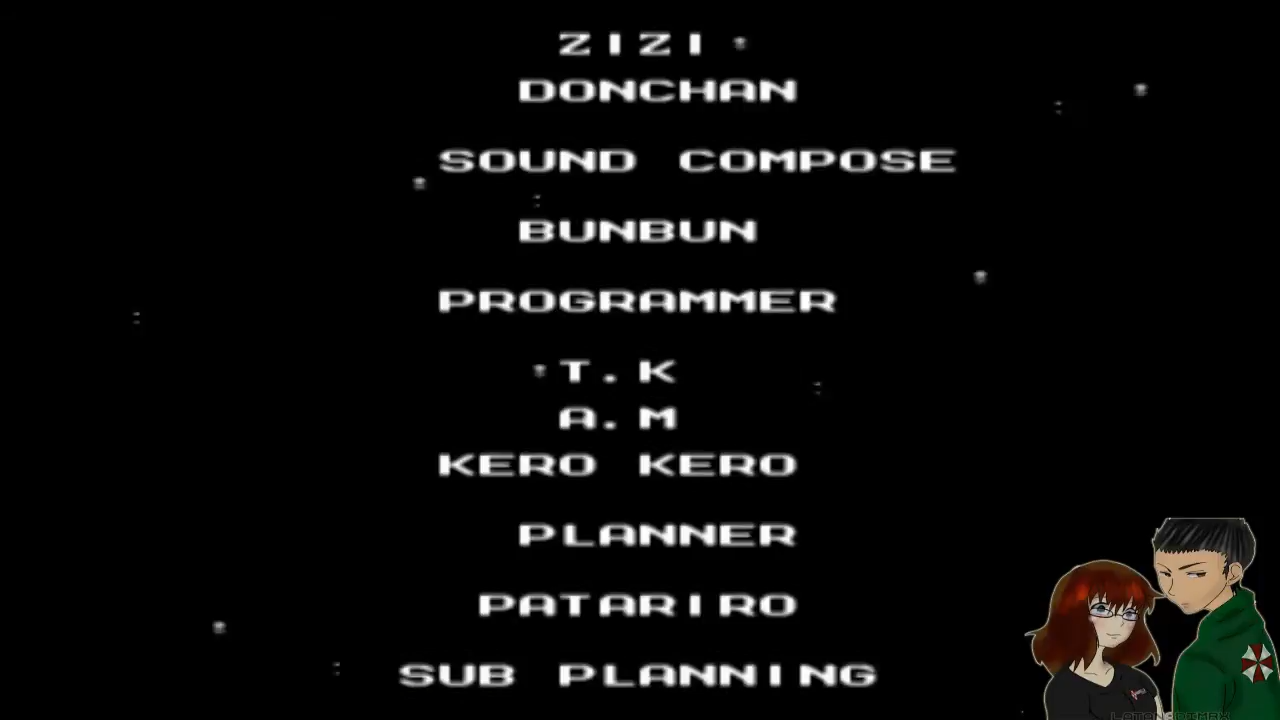 ZIZI
DONCHAN
SOUND COMPOSE
BUNBUN
PROGRAMMER
T.K
A.M
KERO KERO
PLANNER
PATARIRO
SUB PLANNING